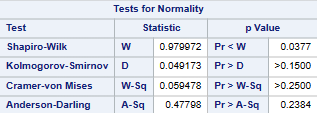 Tests for Normality
Test Statistic p Value
Shapiro-Wilk W 0.979972 Pr < W 0.0377
Kolmogorov-Smirnov D 0.049173 Pr > D >0.1500
Cramer-von Mises W-Sq 0.059478 Pr > W-Sq >0.2500
Anderson-Darling A-Sq 0.47798 Pr > A-Sq 0.2384